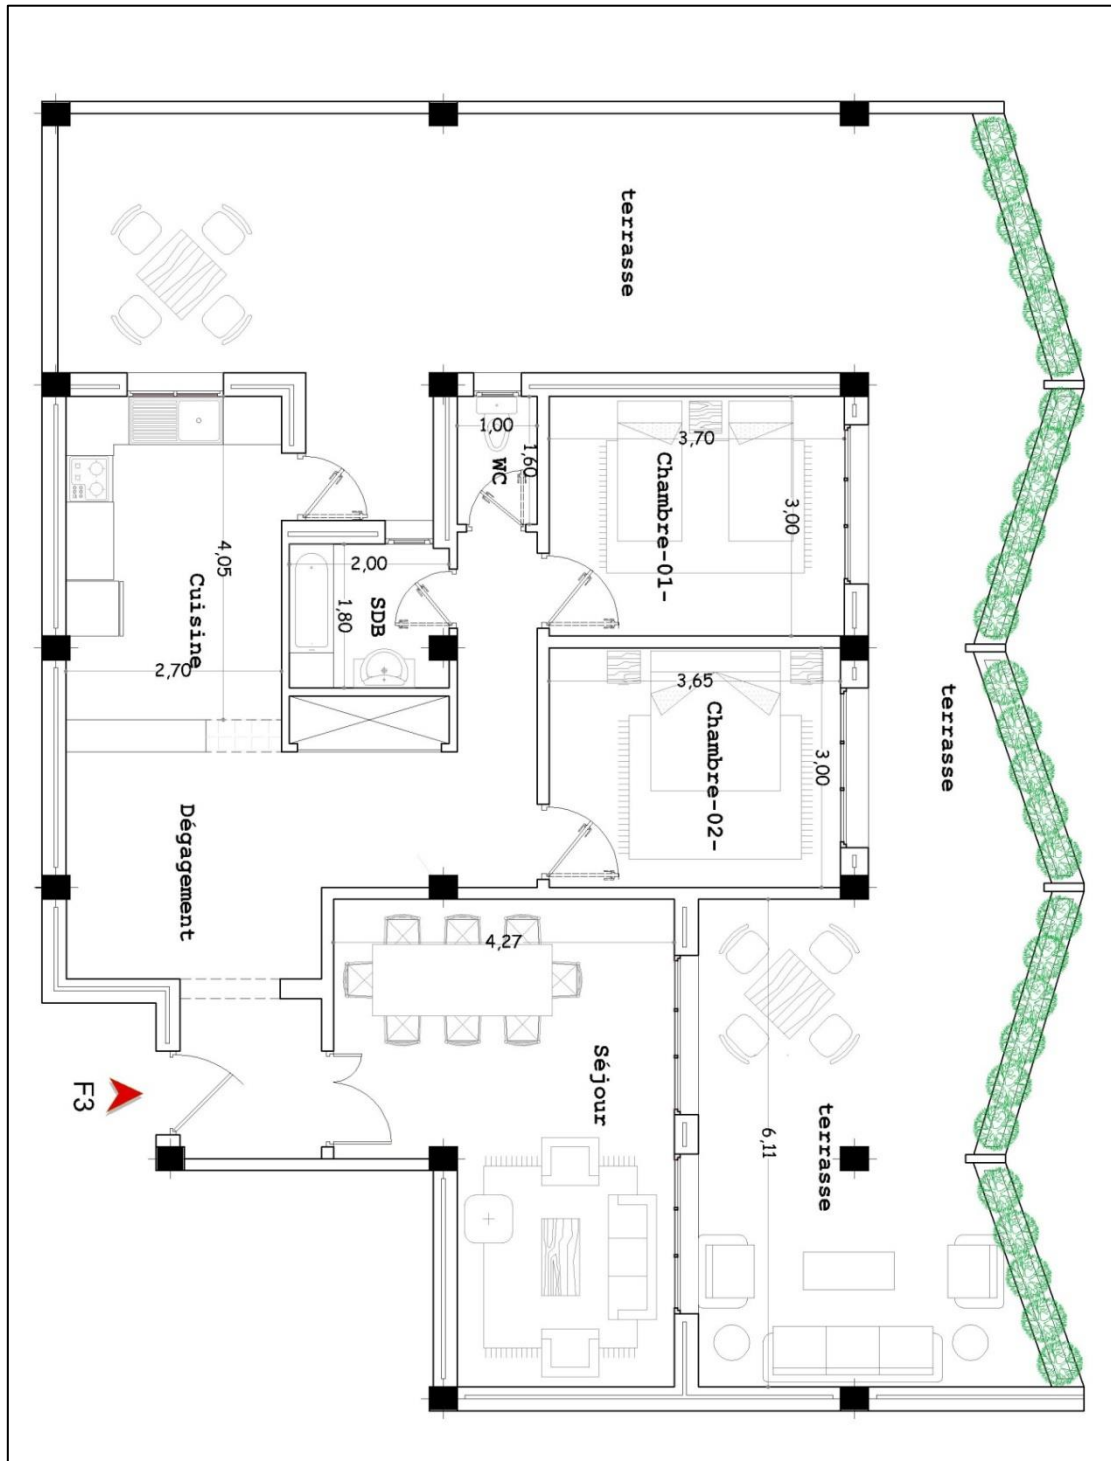 terrasse
1,00
1,60
WC
3,70
Chambre-01-
3,00
4,05
Cuisine
2,70
2,00
1,80
SDB
3,65
Chambre-02-
3,00
terrasse
Dégagement
4,27
Séjour
6,11
terrasse
F3